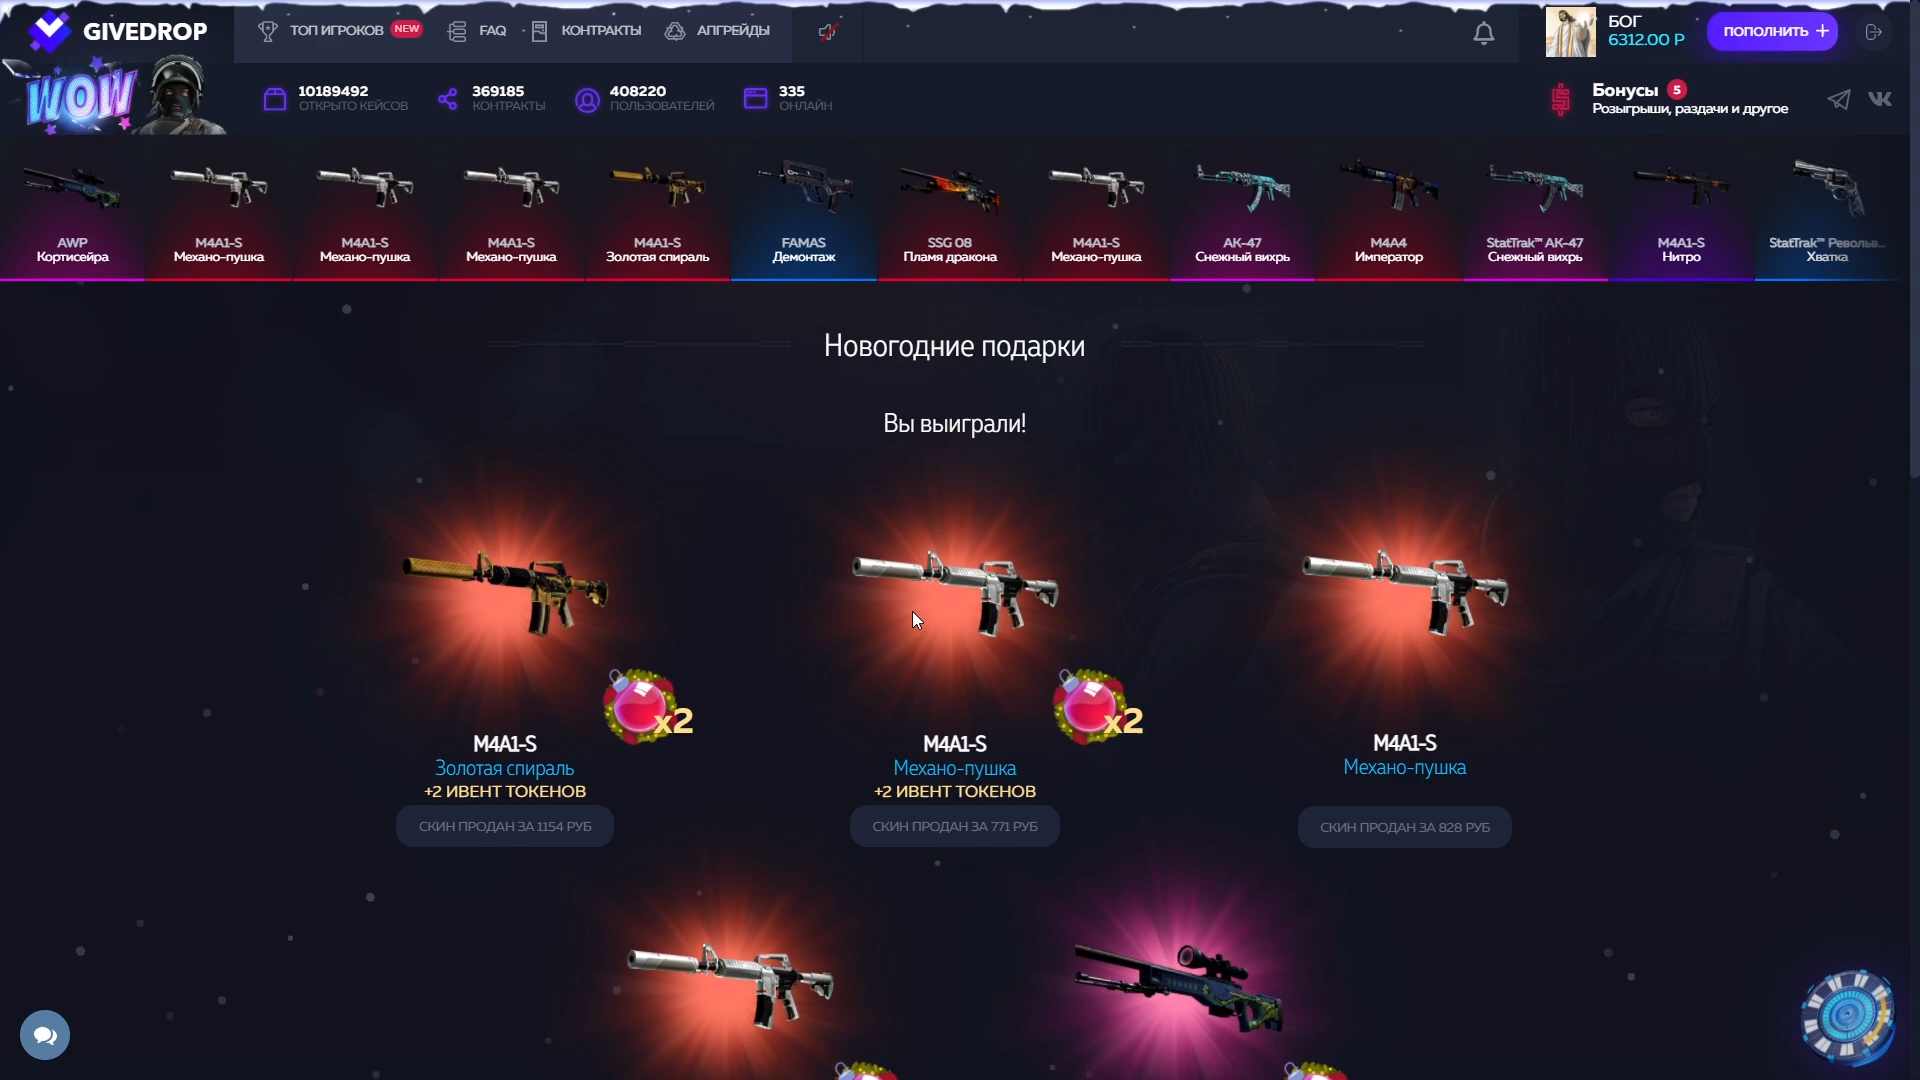 GIVEDROP
ТОП ИГРОКОВ NEW
FAQ
КОНТРАКТЫ
АПГРЕЙДЫ
БОГ
6312.00 Р
ПОПОЛНИТЬ +
WOW
10189492
ОТКРЫТО КЕЙСОВ
369185
КОНТРАКТЫ
408220
ПОЛЬЗОВАТЕЛЕЙ
335
ОНЛАЙН
Бонусы 5
Розыгрыши, раздачи и другое
AWP
Кортисейра
M4A1-S
Механо-пушка
M4A1-S
Механо-пушка
M4A1-S
Механо-пушка
M4A1-S
Золотая спираль
FAMAS
Демонтаж
SSG 08
Пламя дракона
M4A1-S
Механо-пушка
AK-47
Снежный вихрь
M4A4
Император
StatTrak™ AK-47
Снежный вихрь
M4A1-S
Нитро
StatTrak™ Револьв...
Хватка
Новогодние подарки
Вы выиграли!
x2
x2
M4A1-S
Золотая спираль
+2 ИВЕНТ ТОКЕНОВ
СКИН ПРОДАН ЗА 1154 РУБ
M4A1-S
Механо-пушка
+2 ИВЕНТ ТОКЕНОВ
СКИН ПРОДАН ЗА 771 РУБ
M4A1-S
Механо-пушка
СКИН ПРОДАН ЗА 828 РУБ